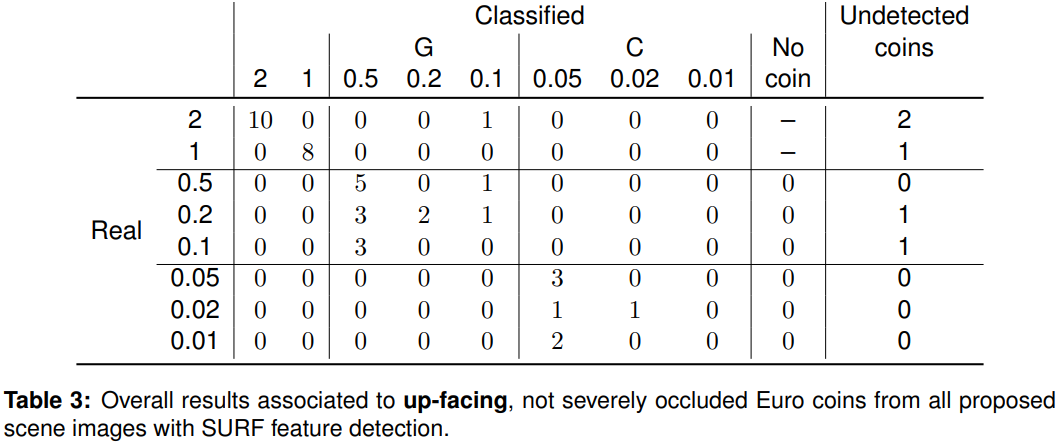 Classified Undetected
G C No coins
2 1 0.5 0.2 0.1 0.05 0.02 0.01 coin
2 10 0 0 0 1 0 0 0 – 2
1 0 8 0 0 0 0 0 0 – 1
0.5 0 0 5 0 1 0 0 0 0 0
0.2 0 0 3 2 1 0 0 0 0 1
Real
0.1 0 0 3 0 0 0 0 0 0 1
0.05 0 0 0 0 0 3 0 0 0 0
0.02 0 0 0 0 0 1 1 0 0 0
0.01 0 0 0 0 0 2 0 0 0 0
Table 3: Overall results associated to up-facing, not severely occluded Euro coins from all proposed
scene images with SURF feature detection.